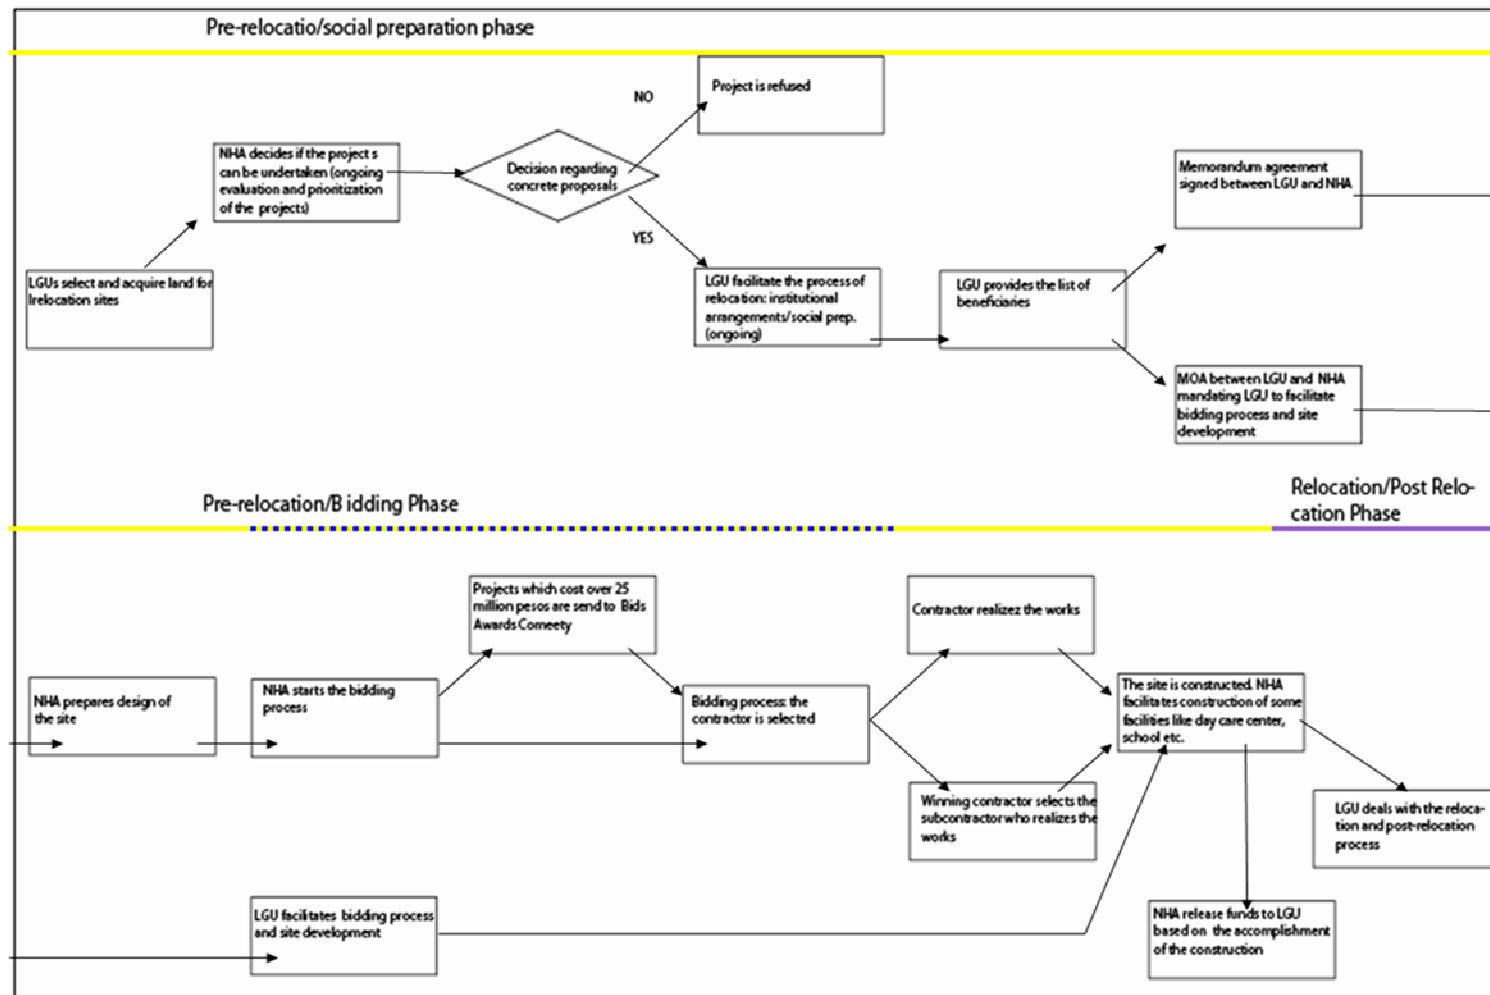 Pre-relocatio/social preparation phase
NO
Project is refused
NHA decides if the project s
can be undertaken (ongoing
evaluation and prioritization
of the projects)
Decision regarding
concrete proposals
Memorandum agreement
signed between LGU and NHA
YES
LGUs select and acquire land for
lrelocation sites
LGU facilitate the process of
relocation: institutional
arrangements/social prep.
(ongoing)
LGU provides the list of
beneficiaries
MOA between LGU and NHA
mandating LGU to facilitate
bidding process and site
development
Pre-relocation/B idding Phase
Relocation/Post Relo-
cation Phase
Projects which cost over 25
million pesos are send to Bids
Awards Comeety
Contractor realizez the works
NHA prepares design of
the site
NHA starts the bidding
process
Bidding process: the
contractor is selected
The site is constructed. NHA
facilitates construction of some
facilities like day care center,
school etc.
Winning contractor selects the
subcontractor who realizes the
works
LGU deals with the reloca-
tion and post-relocation
process
LGU facilitates bidding process
and site development
NHA release funds to LGU
based on the accomplishment
of the construction